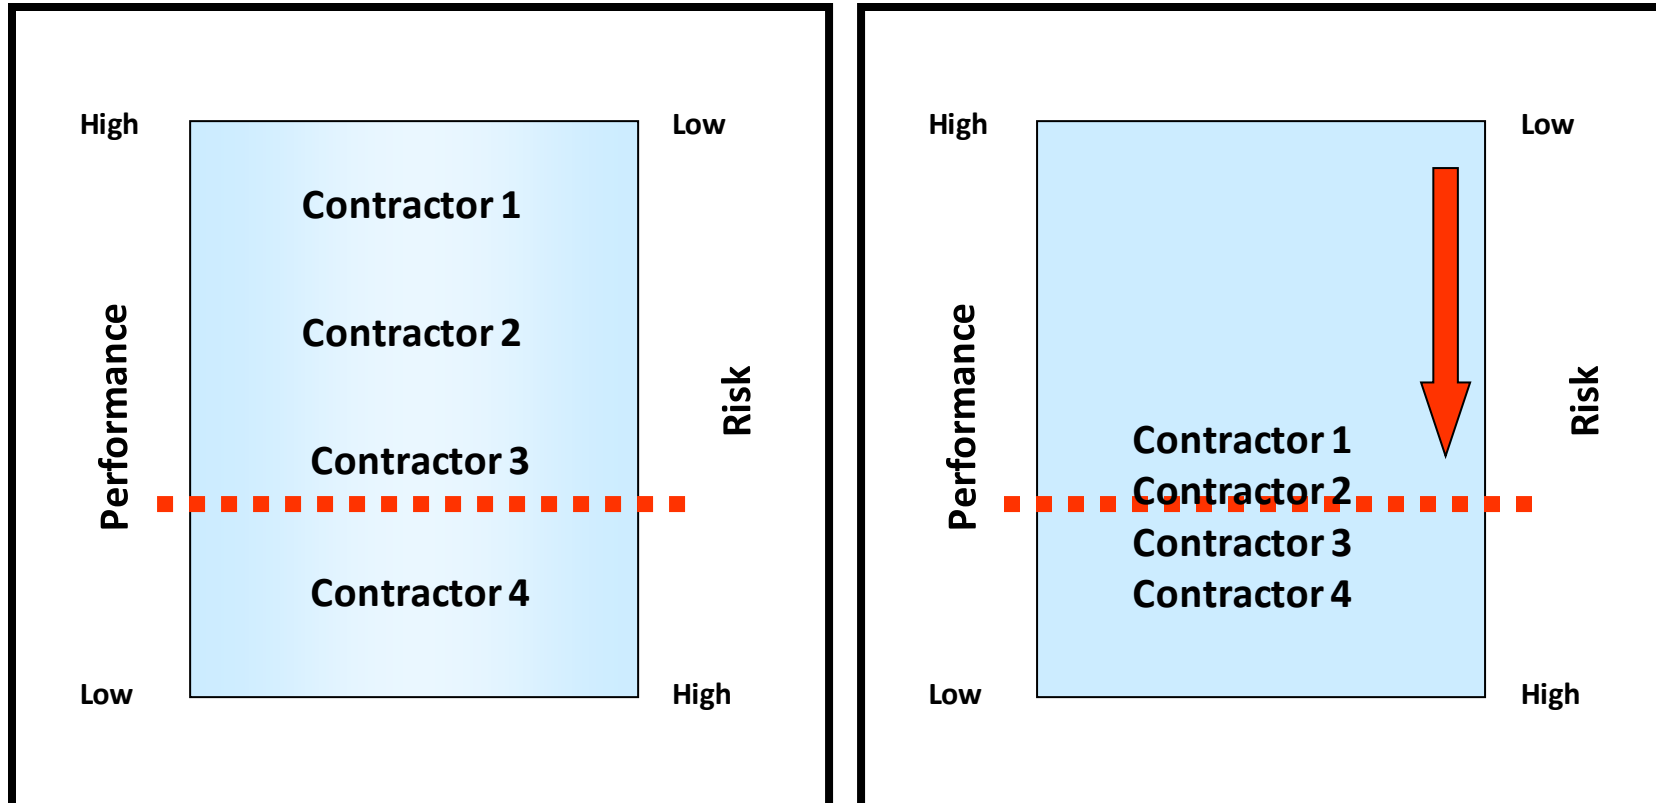 High
Low
Contractor 1
Contractor 2
Performance
Risk
Contractor 3
Contractor 4
Low
High
High
Low
Performance
Risk
Contractor 1
Contractor 2
Contractor 3
Contractor 4
Low
High